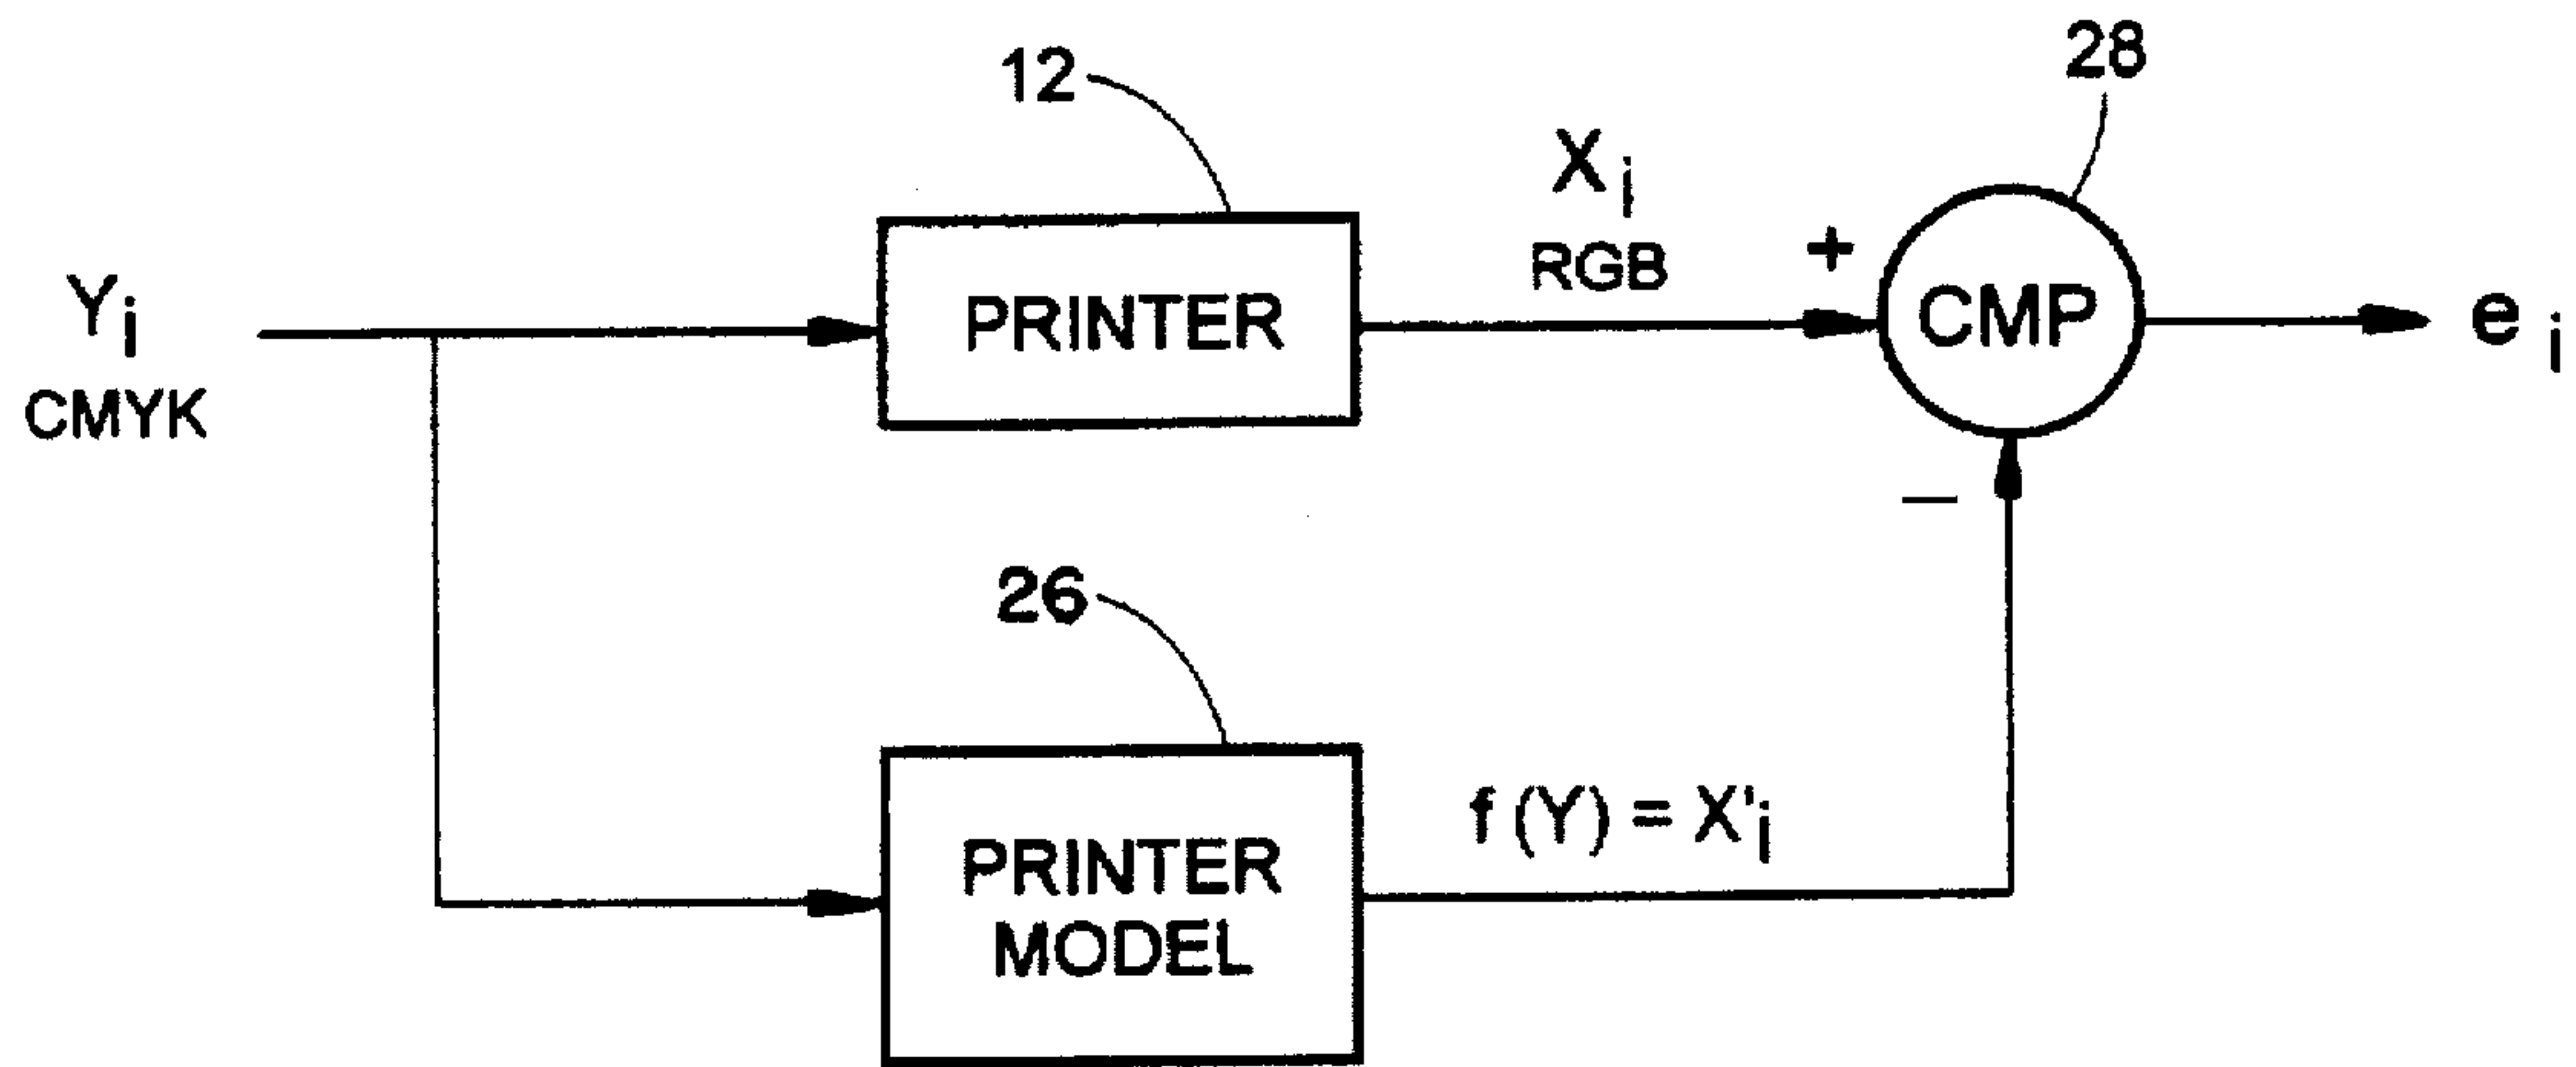 12
28
X i
RGB
+
Y i
CMYK
PRINTER
CMP
e i
–
26
f (Y) = X' i
PRINTER
MODEL